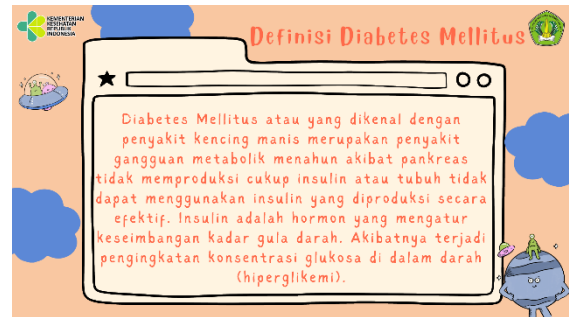 KEMENTERIAN
KESEHATAN
REPUBLIK
INDONESIA
Definisi Diabetes Mellitus
Diabetes Mellitus atau yang dikenal dengan
penyakit kencing manis merupakan penyakit
gangguan metabolik menahun akibat pankreas
tidak memproduksi cukup insulin atau tubuh tidak
dapat menggunakan insulin yang diproduksi secara
efektif. Insulin adalah hormon yang mengatur
keseimbangan kadar gula darah. Akibatnya terjadi
pengingkatan konsentrasi glukosa di dalam darah
(hiperglikemi).